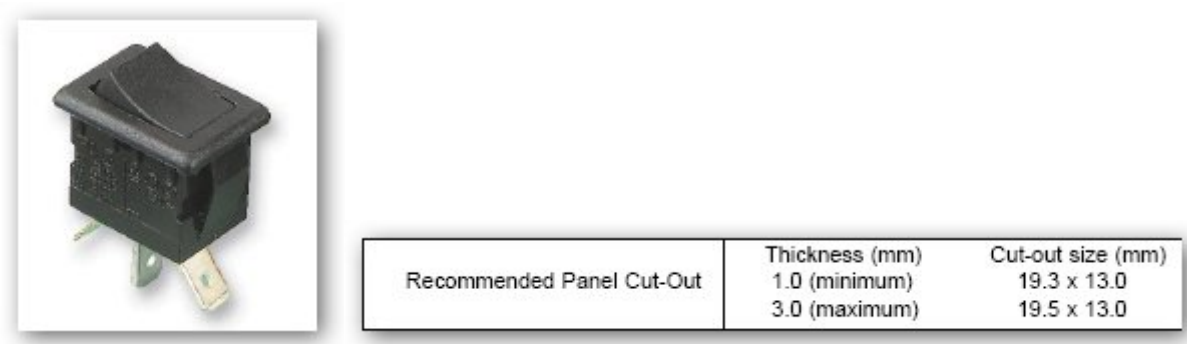 Thickness (mm) Cut-out size (mm)
Recommended Panel Cut-Out 1.0 (minimum) 19.3 x 13.0
3.0 (maximum) 19.5 x 13.0